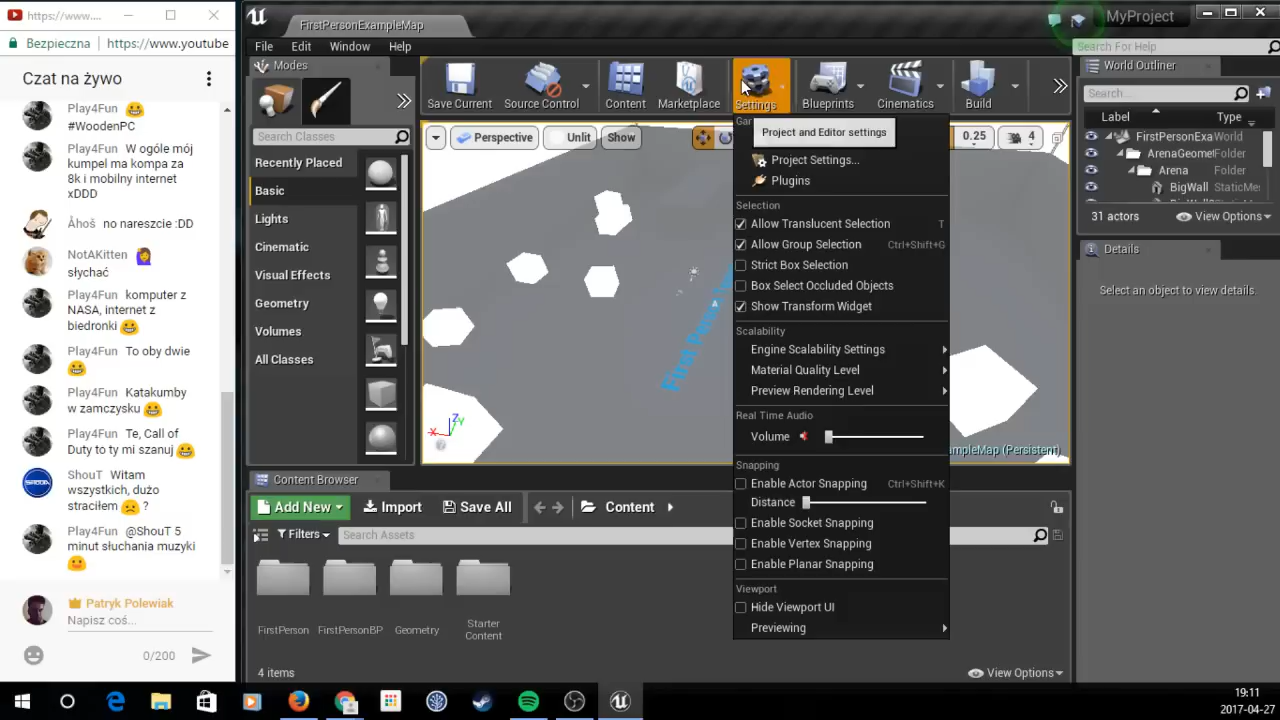 https://www....
Bezpieczna
https://www.youtube
Czat na żywo
Play4Fun
#WoodenPC
Play4Fun W ogóle mój
kumpel ma kompa za
8k i mobilny internet
xDDD
Åhoš no nareszcie :DD
NotAKitten
słychać
Play4Fun komputer z
NASA, internet z
biedronki
Play4Fun To oby dwie
Play4Fun Katakumby
w zamczysku
Play4Fun Te, Call of
Duty to ty mi szanuj
ShouT Witam
wszystkich, dużo
straciłem ?
Play4Fun @ShouT 5
minut słuchania muzyki
Patryk Polewiak
Napisz coś...
0/200
FirstPersonExampleMap
MyProject
File Edit Window Help
Search For Help
Modes
Search Classes
Recently Placed
Basic
Lights
Cinematic
Visual Effects
Geometry
Volumes
All Classes
Save Current
Source Control
Content
Marketplace
Settings
Blueprints
Cinematics
Build
Perspective
Unlit
Show
0.25
4
First Person
X
Z
Y
ampleMap (Persistent)
Gam
Project and Editor settings
Project Settings...
Plugins
Selection
Allow Translucent Selection T
Allow Group Selection Ctrl+Shift+G
Strict Box Selection
Box Select Occluded Objects
Show Transform Widget
Scalability
Engine Scalability Settings
Material Quality Level
Preview Rendering Level
Real Time Audio
Volume
Snapping
Enable Actor Snapping Ctrl+Shift+K
Distance
Enable Socket Snapping
Enable Vertex Snapping
Enable Planar Snapping
Viewport
Hide Viewport UI
Previewing
World Outliner
Search...
Label Type
FirstPersonExa World
ArenaGeomet Folder
Arena Folder
BigWall StaticMe
31 actors
View Options
Details
Select an object to view details.
Content Browser
Add New
Import
Save All
Content
Filters
Search Assets
FirstPerson
FirstPersonBP
Geometry
Starter
Content
4 items
View Options
19:11
2017-04-27